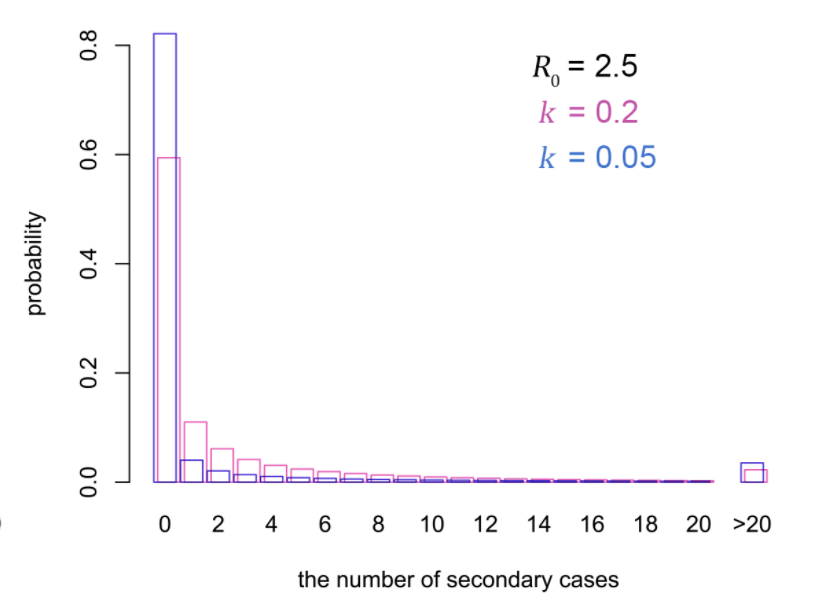 R₀ = 2.5
k = 0.2
k = 0.05
probability
0.8
0.6
0.4
0.2
0.0
0 2 4 6 8 10 12 14 16 18 20 >20
the number of secondary cases